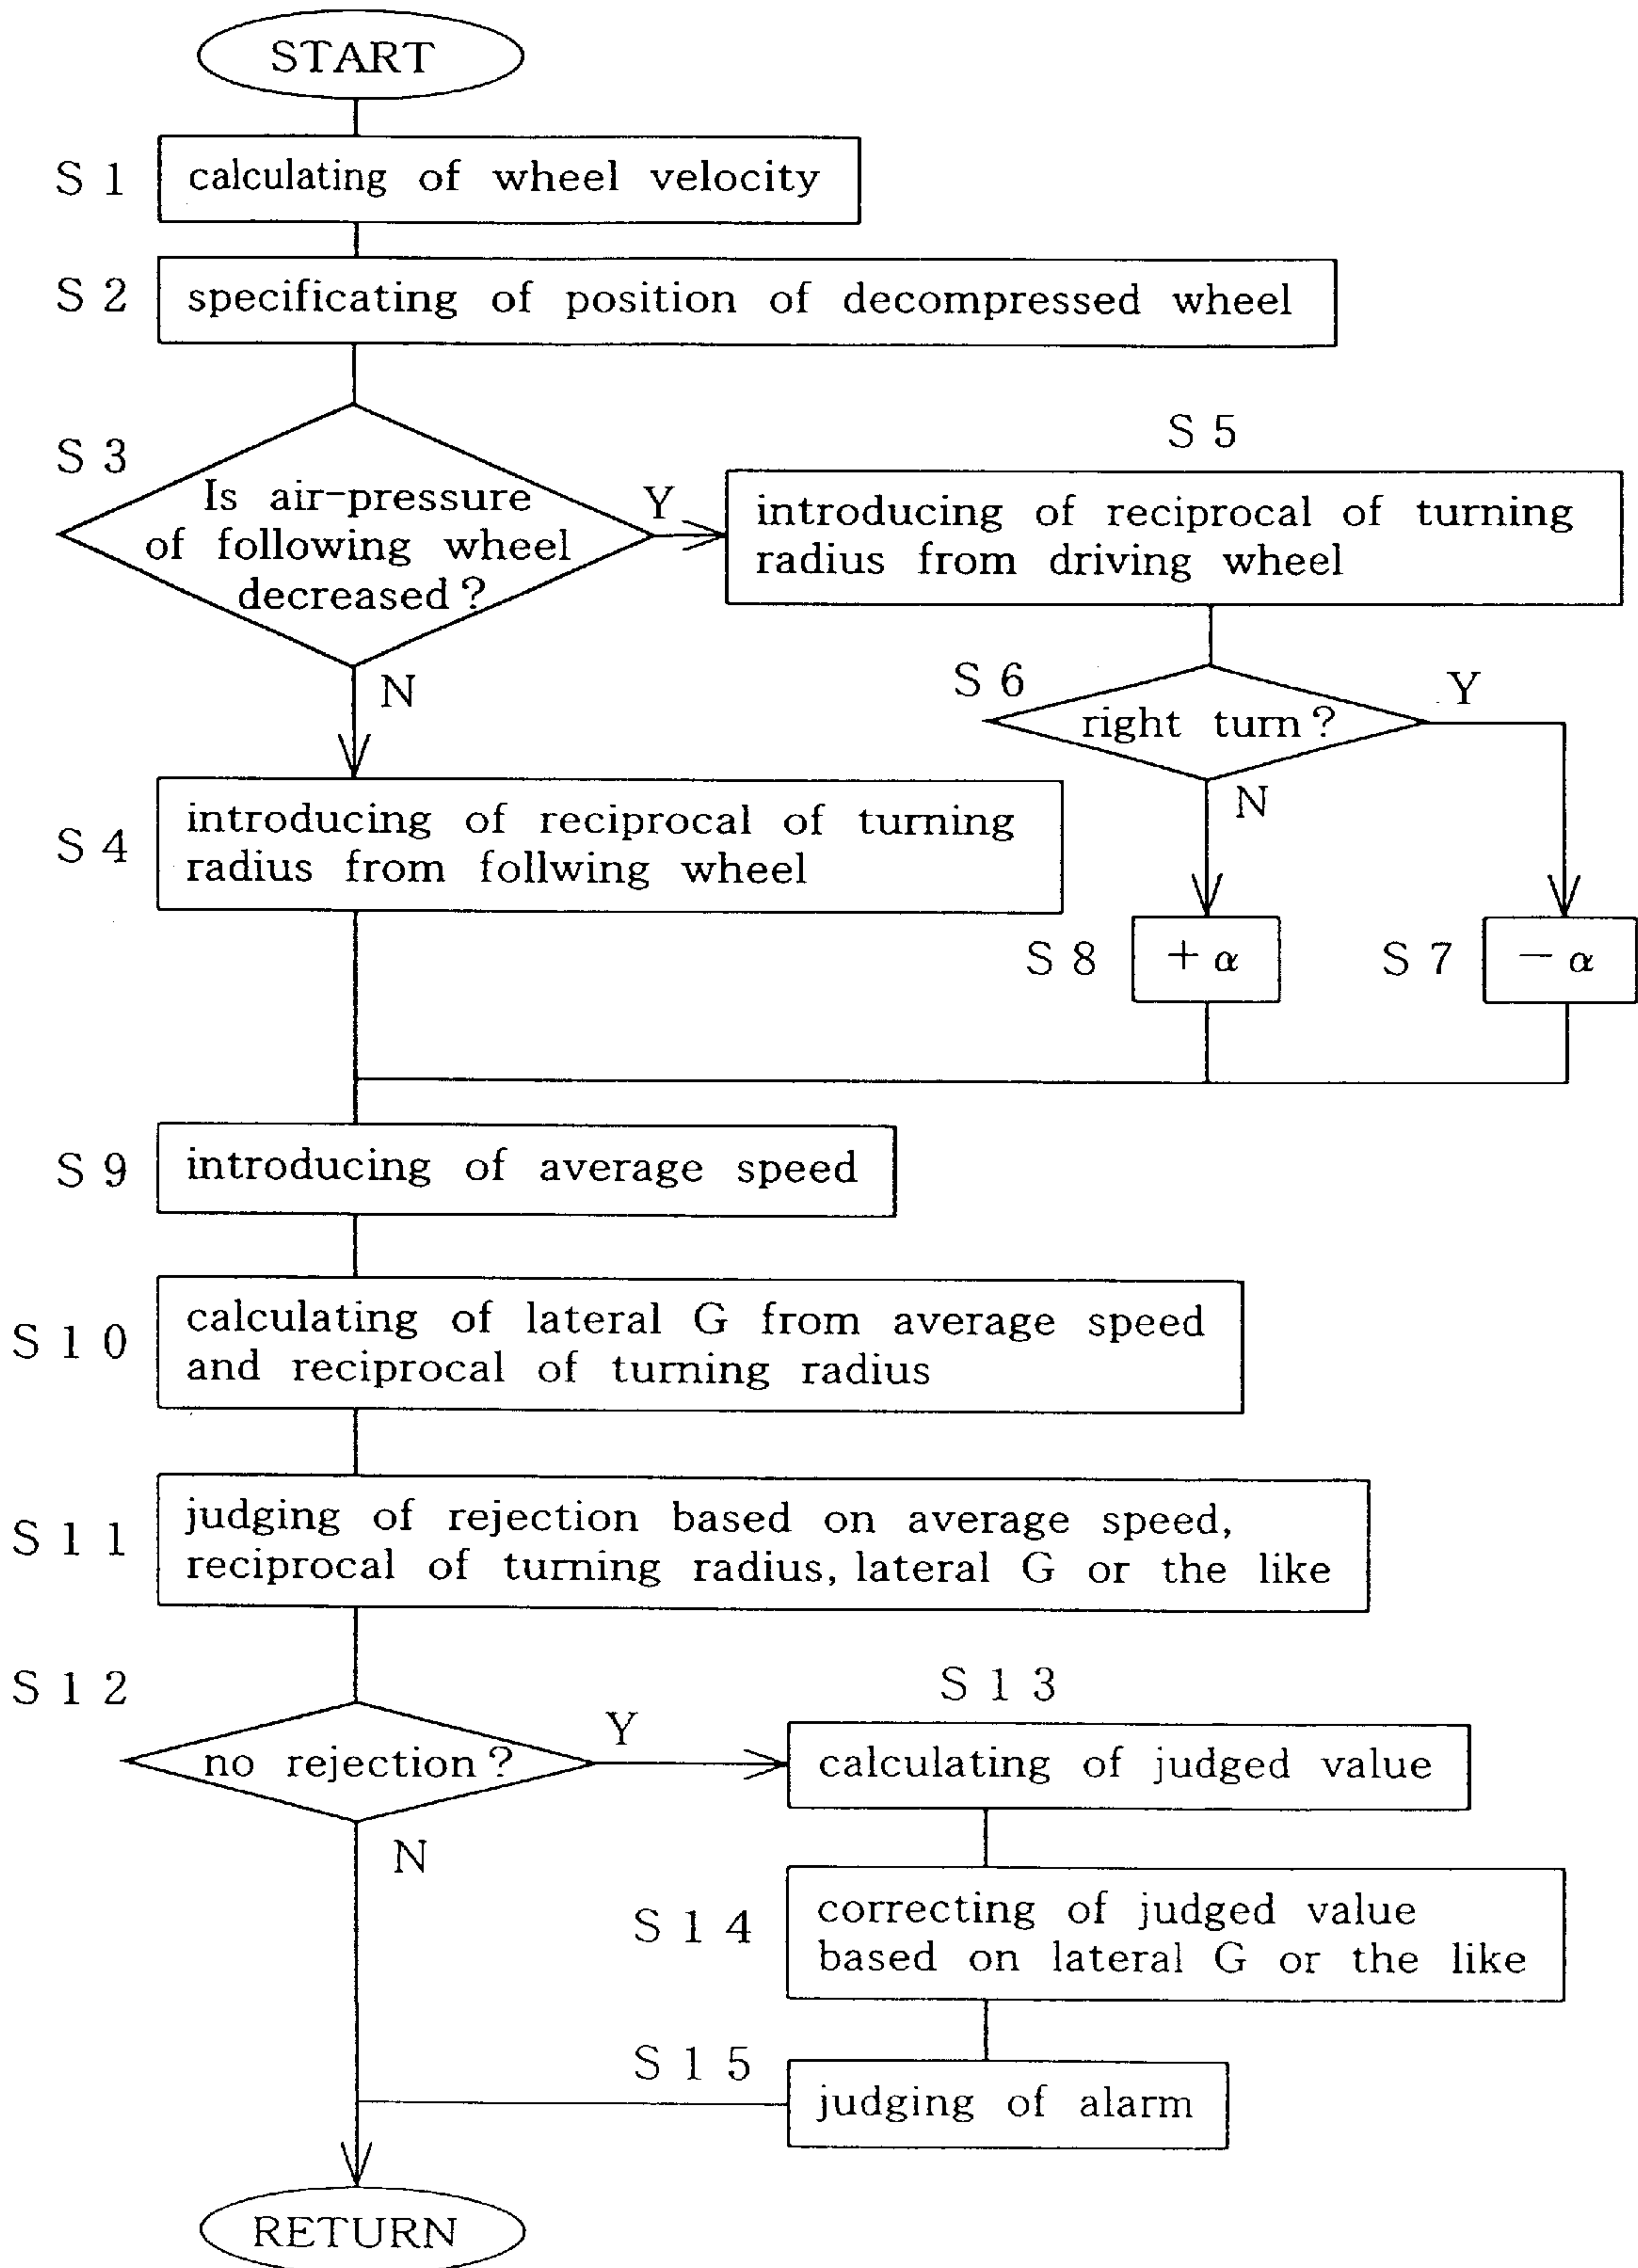 START
S 1
calculating of wheel velocity
S 2
specificating of position of decompressed wheel
S 3
Is air-pressure
of following wheel
decreased ?
Y
N
S 5
introducing of reciprocal of turning
radius from driving wheel
S 6
right turn ?
Y
N
S 4
introducing of reciprocal of turning
radius from follwing wheel
S 8
+ α
S 7
− α
S 9
introducing of average speed
S 1 0
calculating of lateral G from average speed
and reciprocal of turning radius
S 1 1
judging of rejection based on average speed,
reciprocal of turning radius, lateral G or the like
S 1 2
no rejection ?
Y
N
S 1 3
calculating of judged value
S 1 4
correcting of judged value
based on lateral G or the like
S 1 5
judging of alarm
RETURN